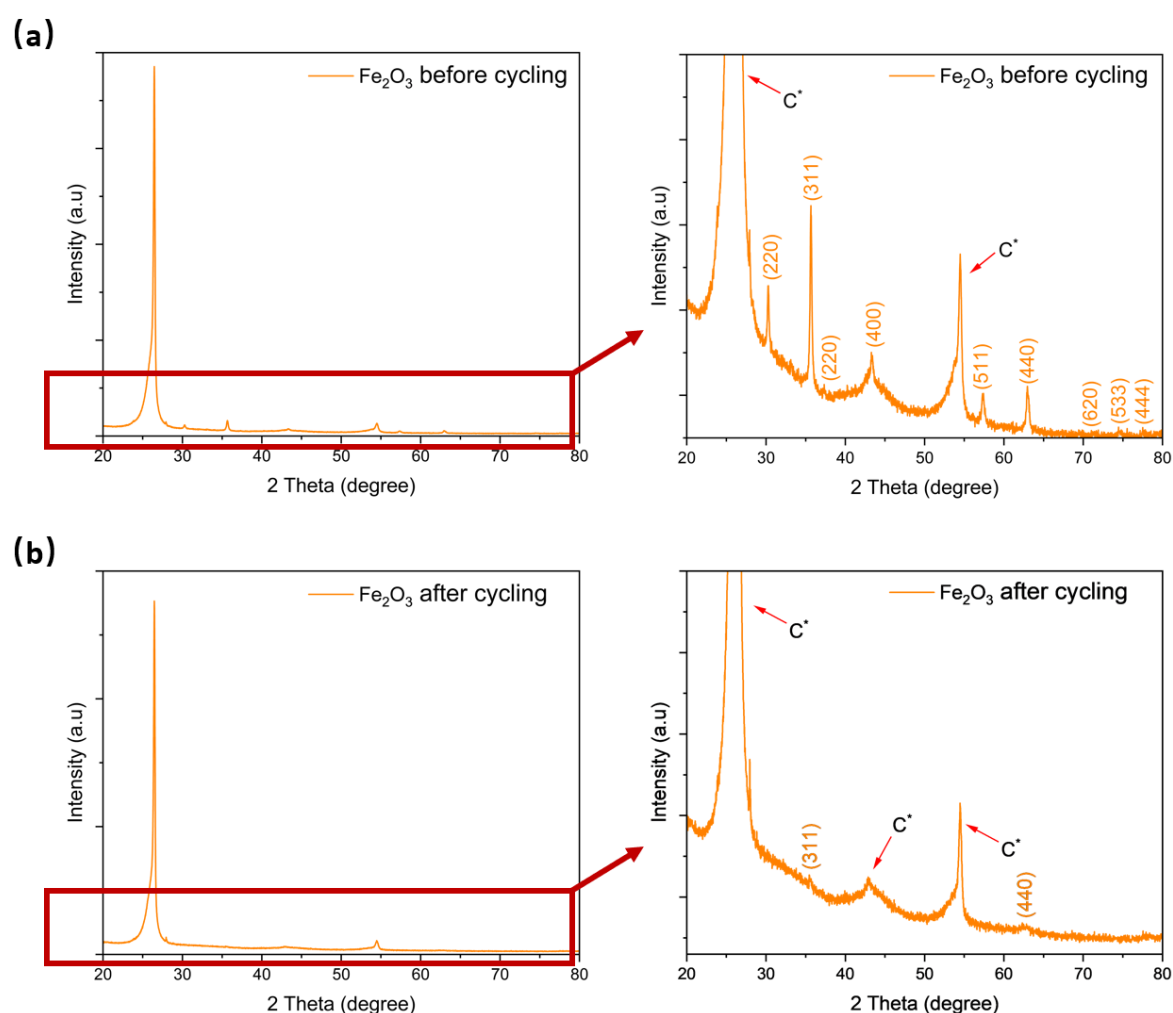 (a)
Fe₂O₃ before cycling
Intensity (a.u)
20 30 40 50 60 70 80
2 Theta (degree)
Fe₂O₃ before cycling
C*
(220)
(311)
(220)
(400)
C*
(511)
(440)
(620)
(533)
(444)
Intensity (a.u)
20 30 40 50 60 70 80
2 Theta (degree)
(b)
Fe₂O₃ after cycling
Intensity (a.u)
20 30 40 50 60 70 80
2 Theta (degree)
Fe₂O₃ after cycling
C*
(311)
C*
C*
(440)
Intensity (a.u)
20 30 40 50 60 70 80
2 Theta (degree)